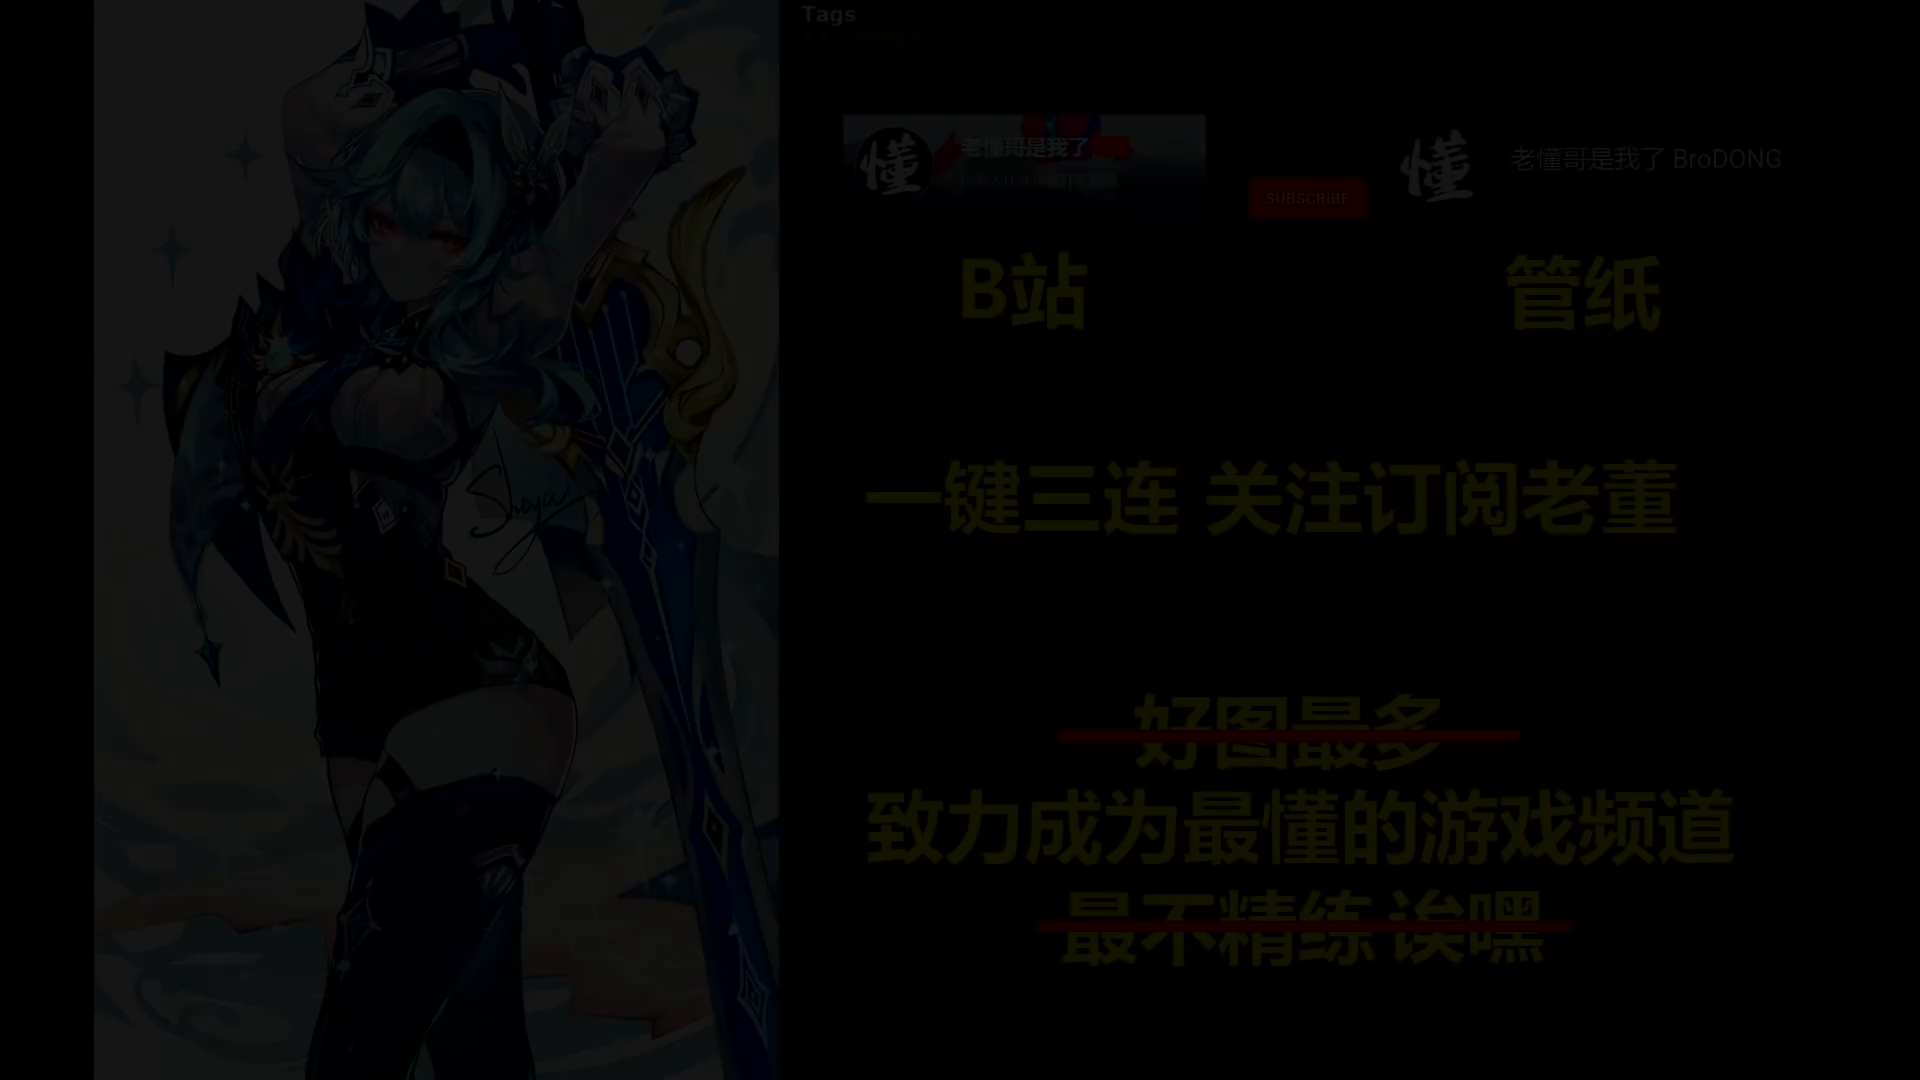 Tags
老懂哥是我了
SUBSCRIBE
懂
懂
老懂哥是我了 BroDONG
B站
管纸
一键三连 关注订阅老董
好图最多
致力成为最懂的游戏频道
最不精练 诶嘿
Sheya